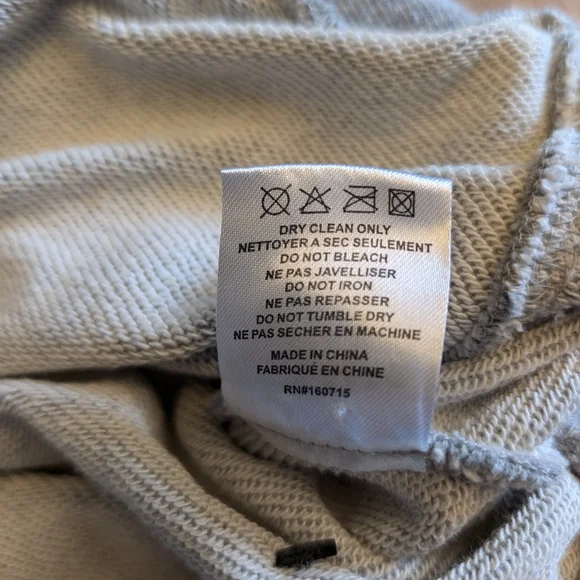 DRY CLEAN ONLY
NETTOYER A SEC SEULEMENT
DO NOT BLEACH
NE PAS JAVELLISER
DO NOT IRON
NE PAS REPASSER
DO NOT TUMBLE DRY
NE PAS SECHER EN MACHINE
MADE IN CHINA
FABRIQUÉ EN CHINE
RN#160715